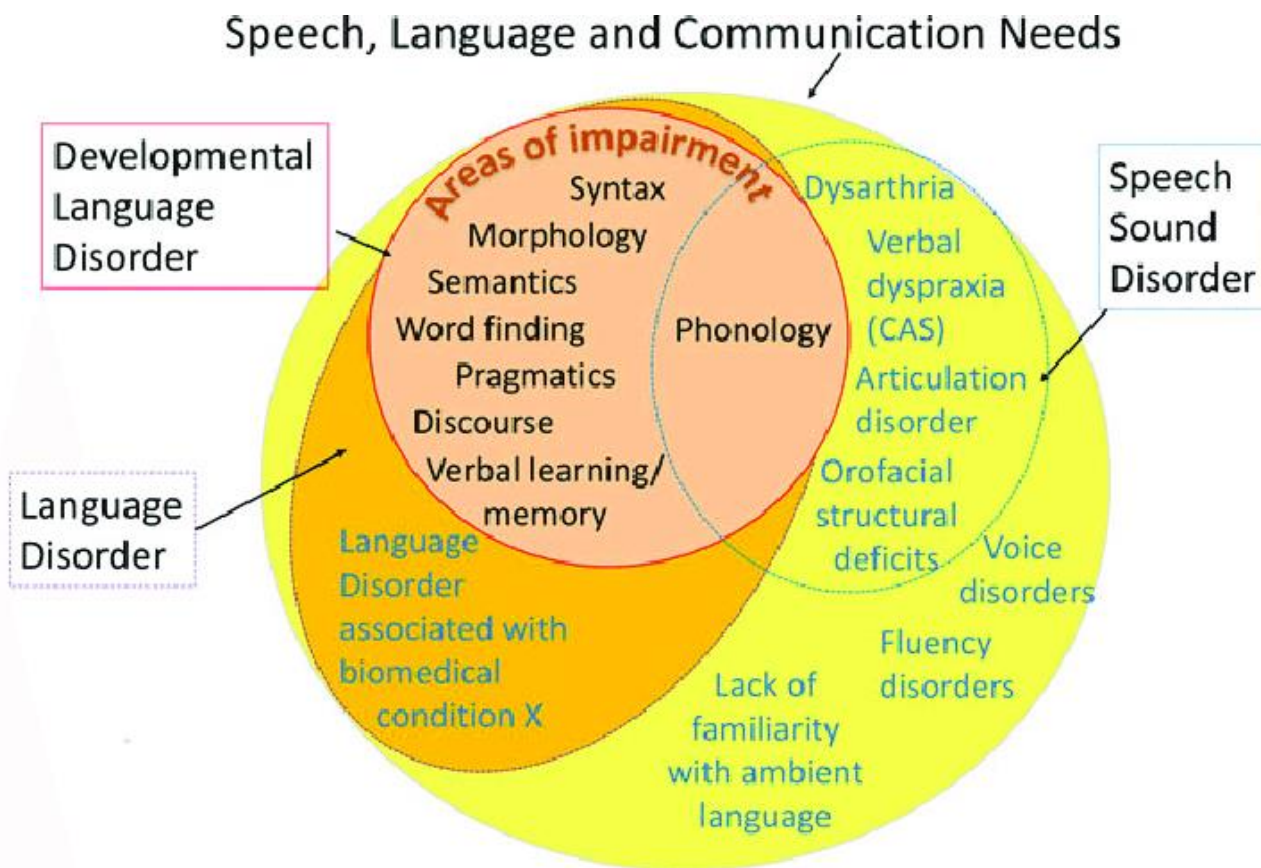 Speech, Language and Communication Needs
Developmental
Language
Disorder
Areas of impairment
Syntax
Morphology
Semantics
Word finding
Pragmatics
Discourse
Verbal learning/
memory
Phonology
Dysarthria
Verbal
dyspraxia
(CAS)
Articulation
disorder
Orofacial
structural
deficits
Speech
Sound
Disorder
Language
Disorder
Language
Disorder
associated with
biomedical
condition X
Voice
disorders
Fluency
disorders
Lack of
familiarity
with ambient
language